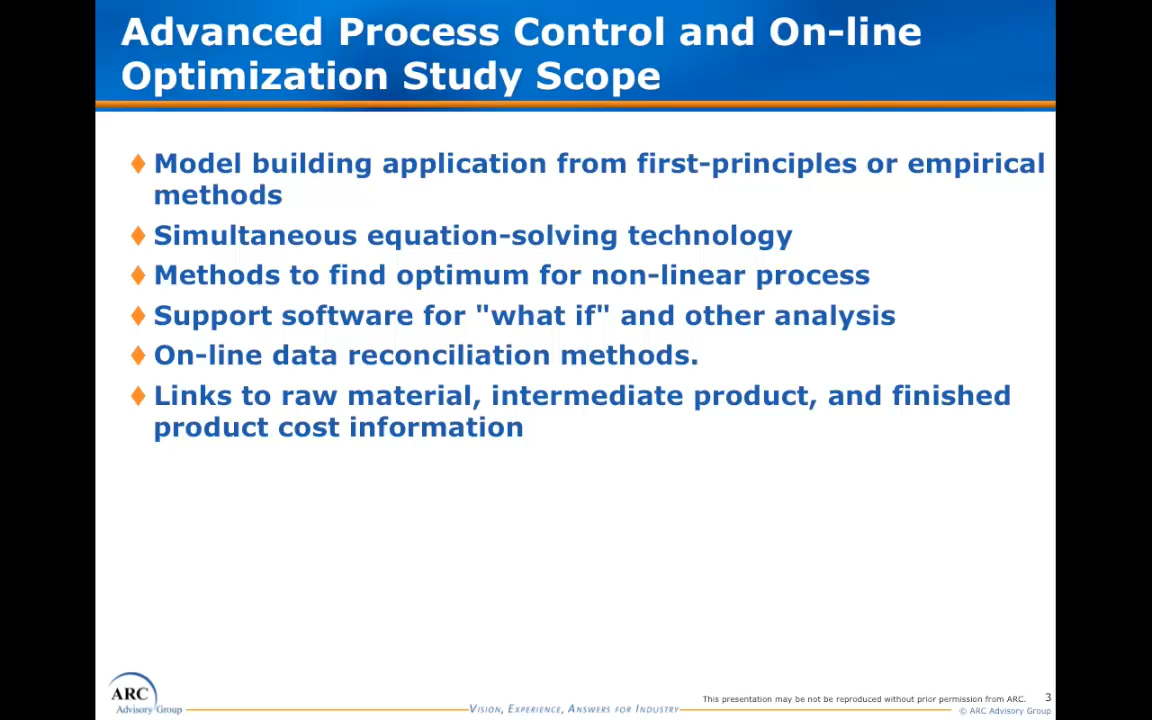 Advanced Process Control and On-line
Optimization Study Scope
Model building application from first-principles or empirical
methods
Simultaneous equation-solving technology
Methods to find optimum for non-linear process
Support software for "what if" and other analysis
On-line data reconciliation methods.
Links to raw material, intermediate product, and finished
product cost information
ARC
Advisory Group
VISION, EXPERIENCE, ANSWERS FOR INDUSTRY
This presentation may be not be reproduced without prior permission from ARC.
3
© ARC Advisory Group